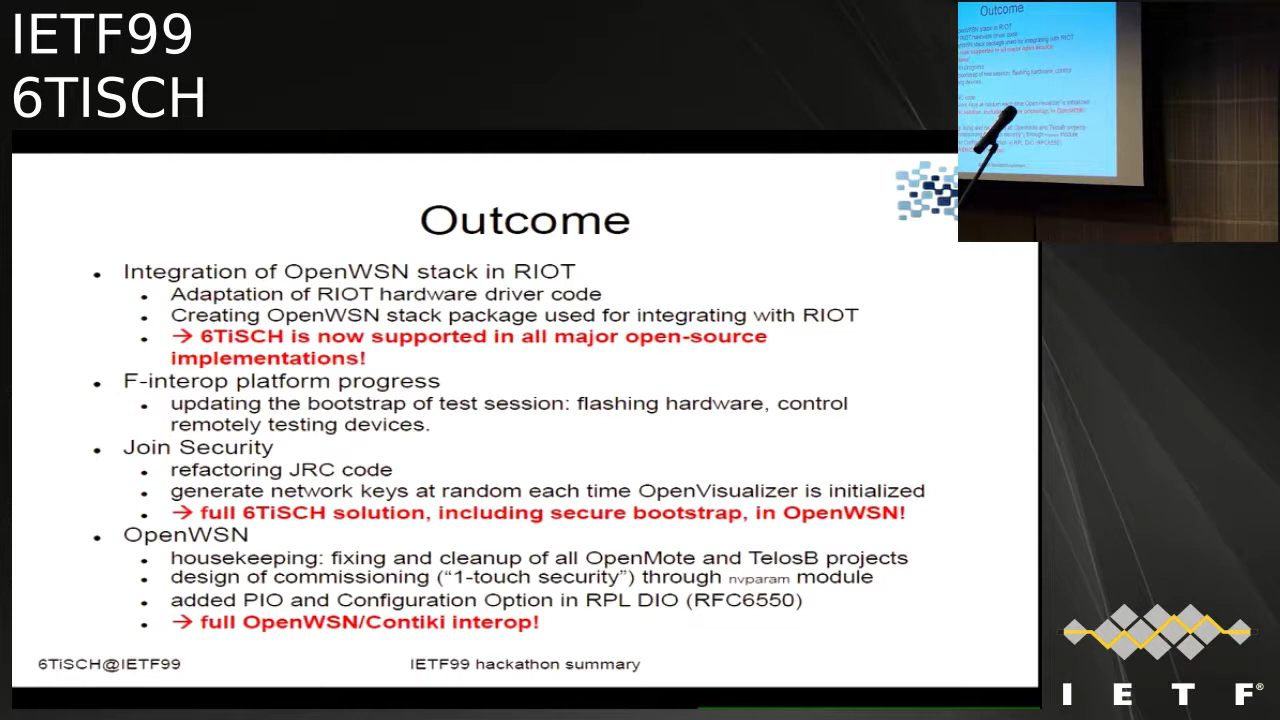 IETF99
6TISCH
Outcome
Integration of OpenWSN stack in RIOT
Adaptation of RIOT hardware driver code
Creating OpenWSN stack package used for integrating with RIOT
→ 6TiSCH is now supported in all major open-source
implementations!
F-interop platform progress
updating the bootstrap of test session: flashing hardware, control
remotely testing devices.
Join Security
refactoring JRC code
generate network keys at random each time OpenVisualizer is initialized
→ full 6TiSCH solution, including secure bootstrap, in OpenWSN!
OpenWSN
housekeeping: fixing and cleanup of all OpenMote and TelosB projects
design of commissioning (“1-touch security”) through nvparam module
added PIO and Configuration Option in RPL DIO (RFC6550)
→ full OpenWSN/Contiki interop!
6TiSCH@IETF99
IETF99 hackathon summary
Outcome
I E T F®